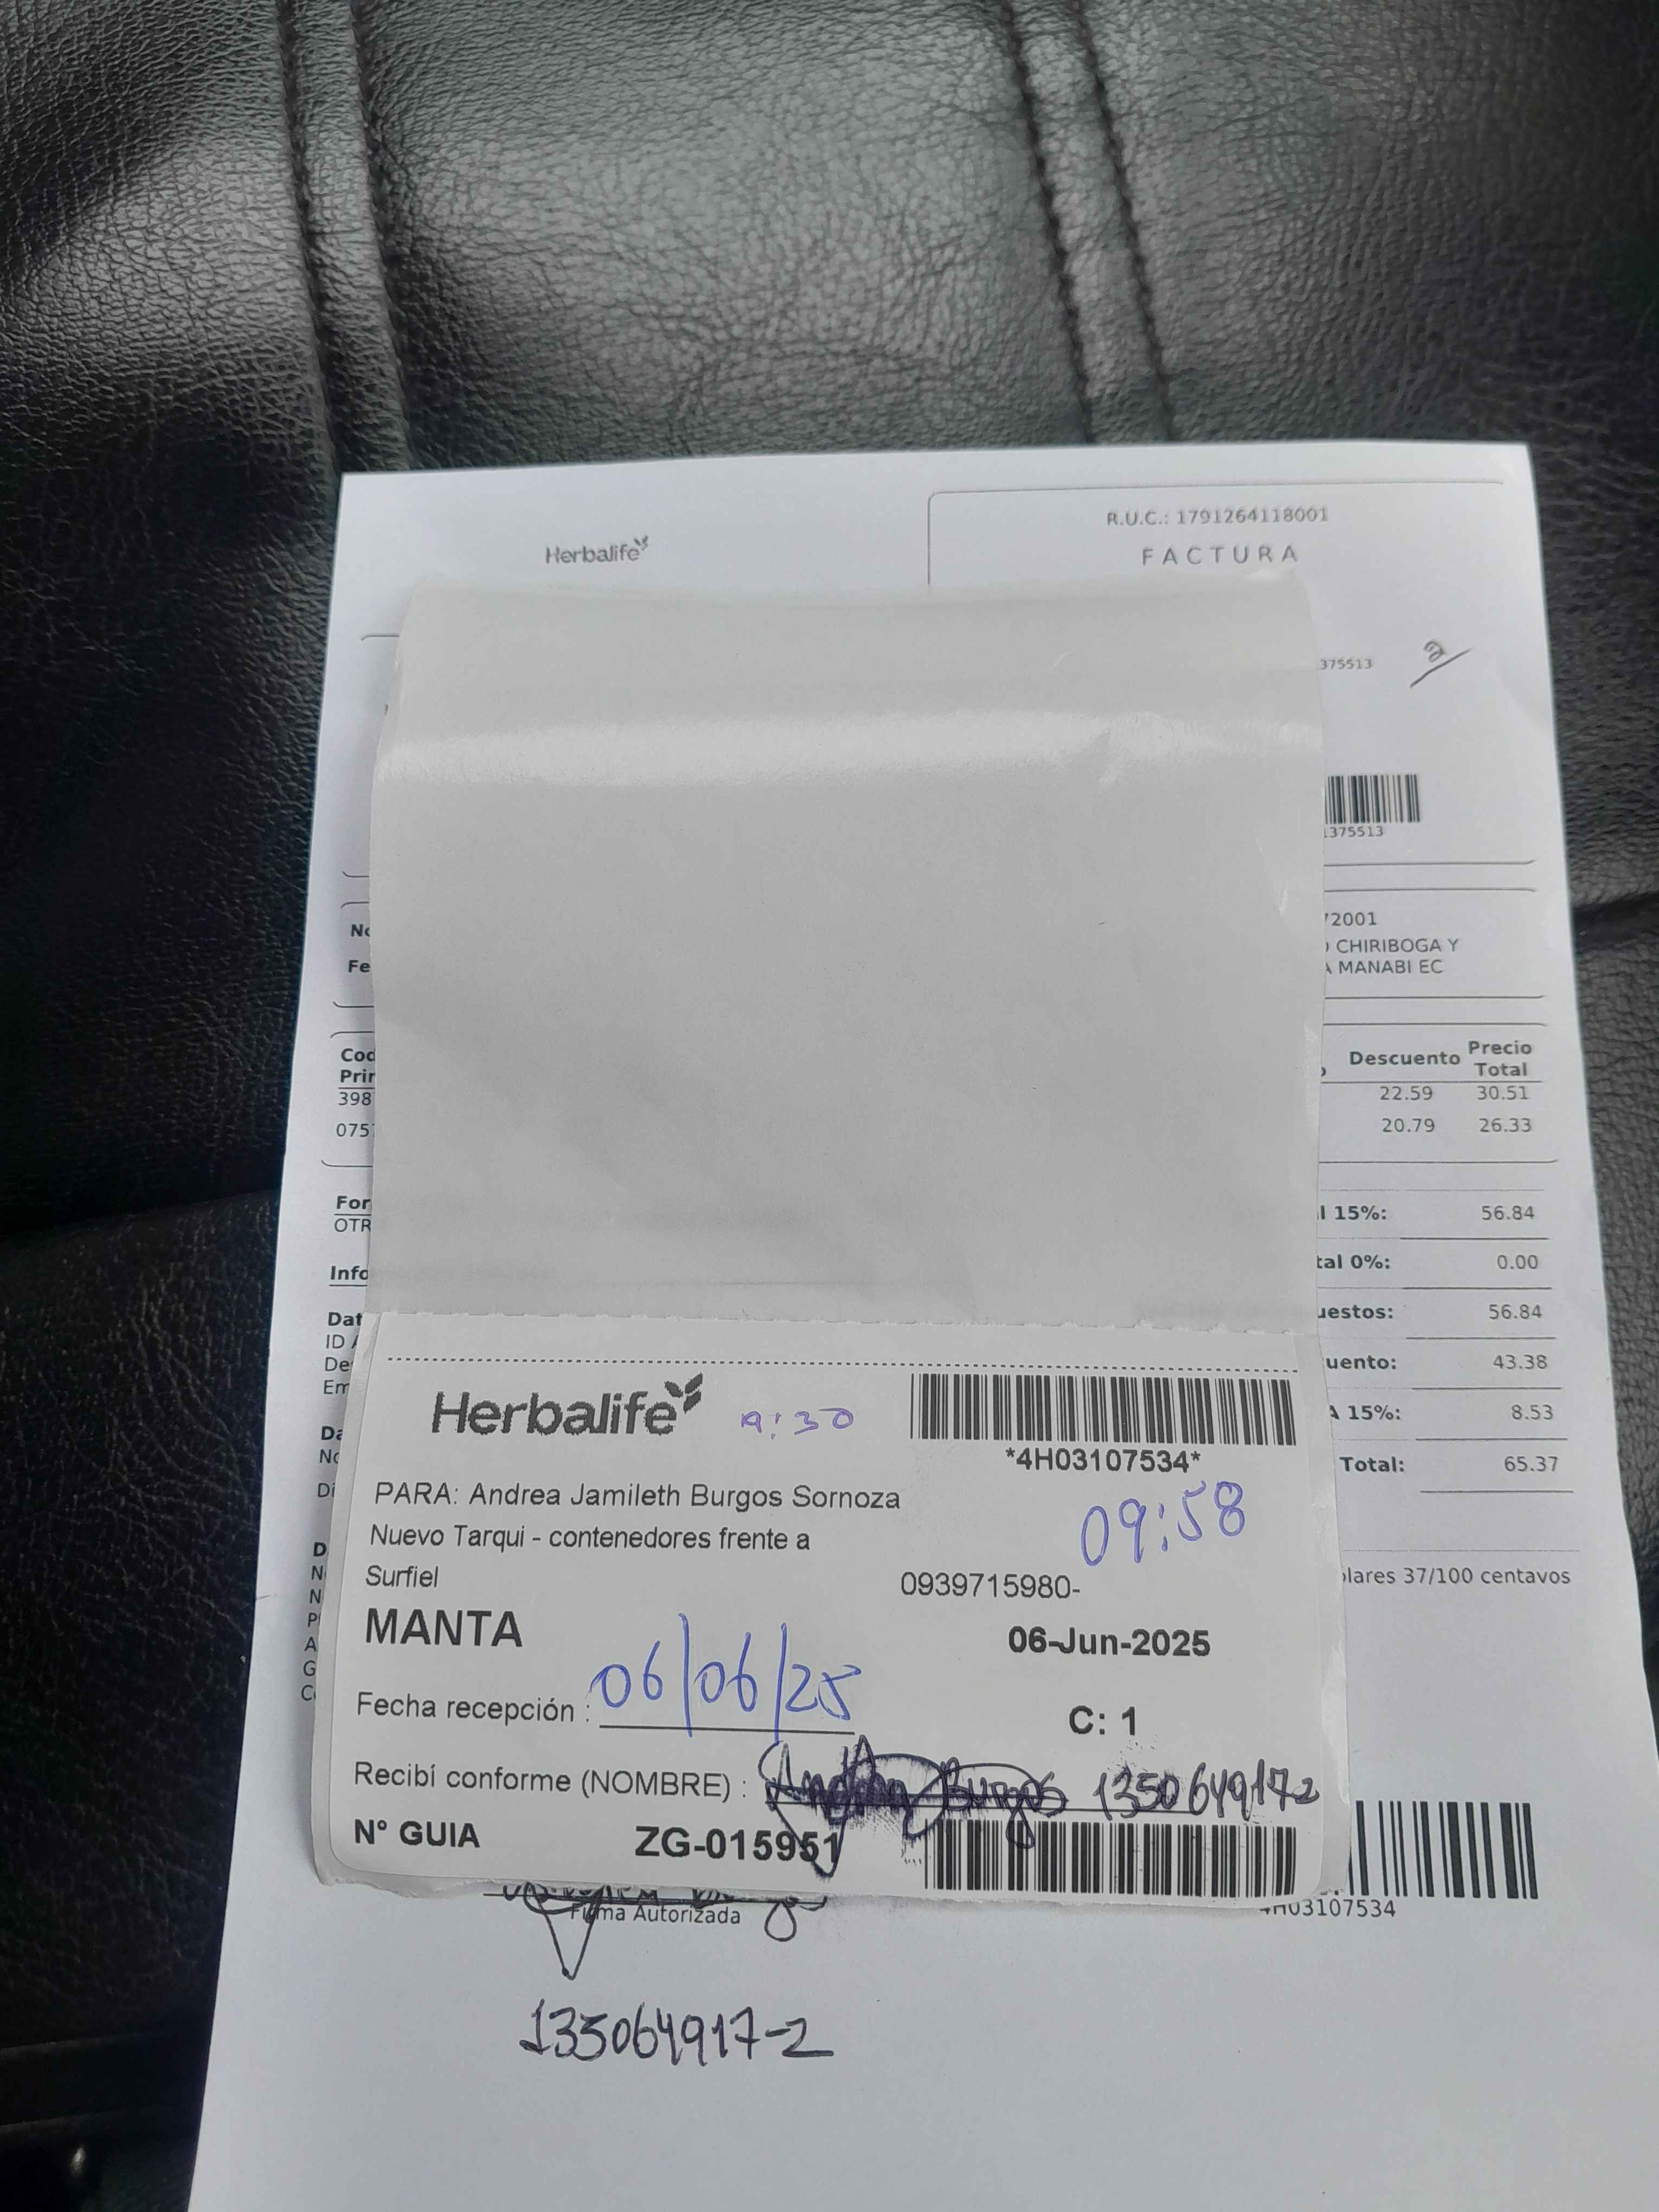 Herbalife
R.U.C.: 1791264118001
FACTURA
375513
2
1375513
72001
CHIRIBOGA Y
MANABI EC
Descuento Precio Total
22.59 30.51
20.79 26.33
15%: 56.84
0%: 0.00
56.84
43.38
15%: 8.53
Total: 65.37
37/100 centavos
Herbalife 9:30
*4H03107534*
PARA: Andrea Jamileth Burgos Sornoza
09:58
Nuevo Tarqui - contenedores frente a
Surfiel
0939715980-
MANTA
06-Jun-2025
Fecha recepción : 06/06/25
C: 1
Recibí conforme (NOMBRE) : Burgos 1350649172
N° GUIA ZG-015951
Firma Autorizada
4H03107534
135064917-2